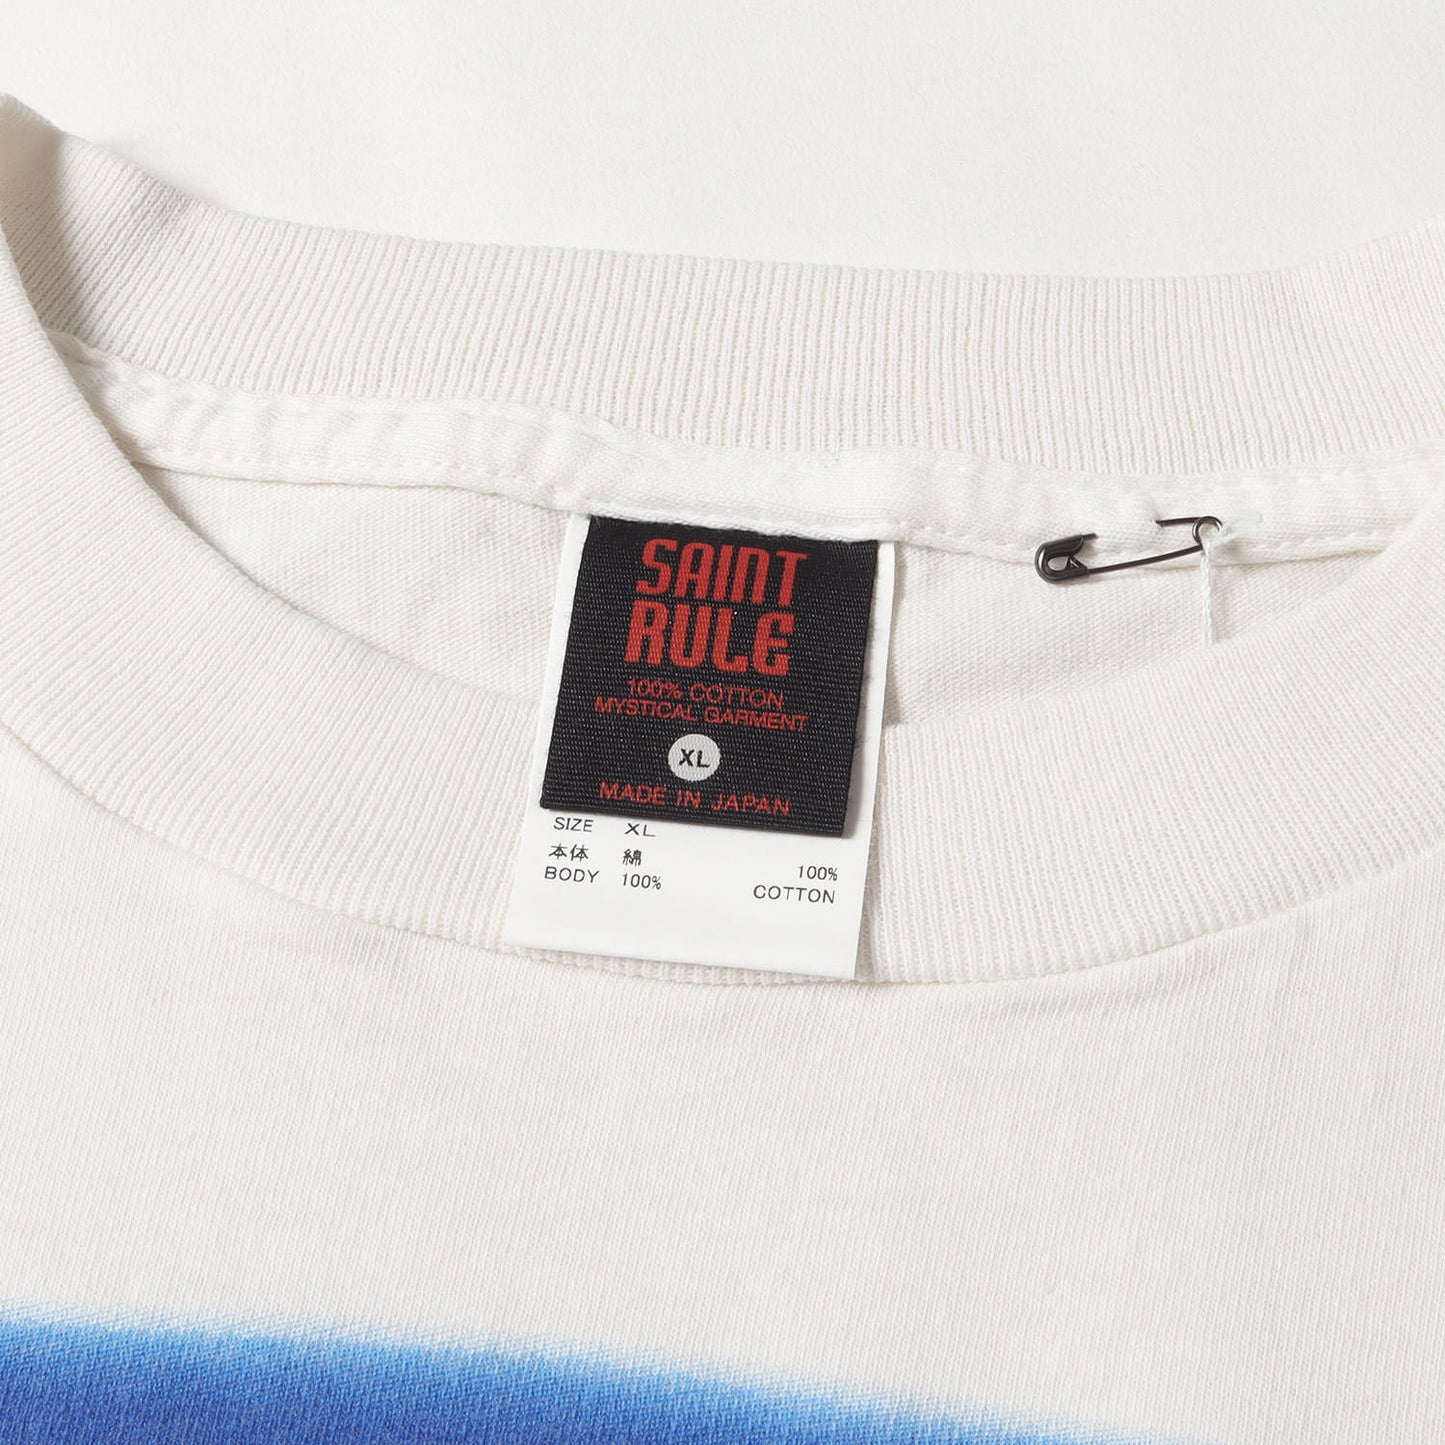 SAINT
RULE
100% COTTON
MYSTICAL GARMENT
XL
MADE IN JAPAN
SIZE XL
本体 綿 100%
BODY 100% COTTON